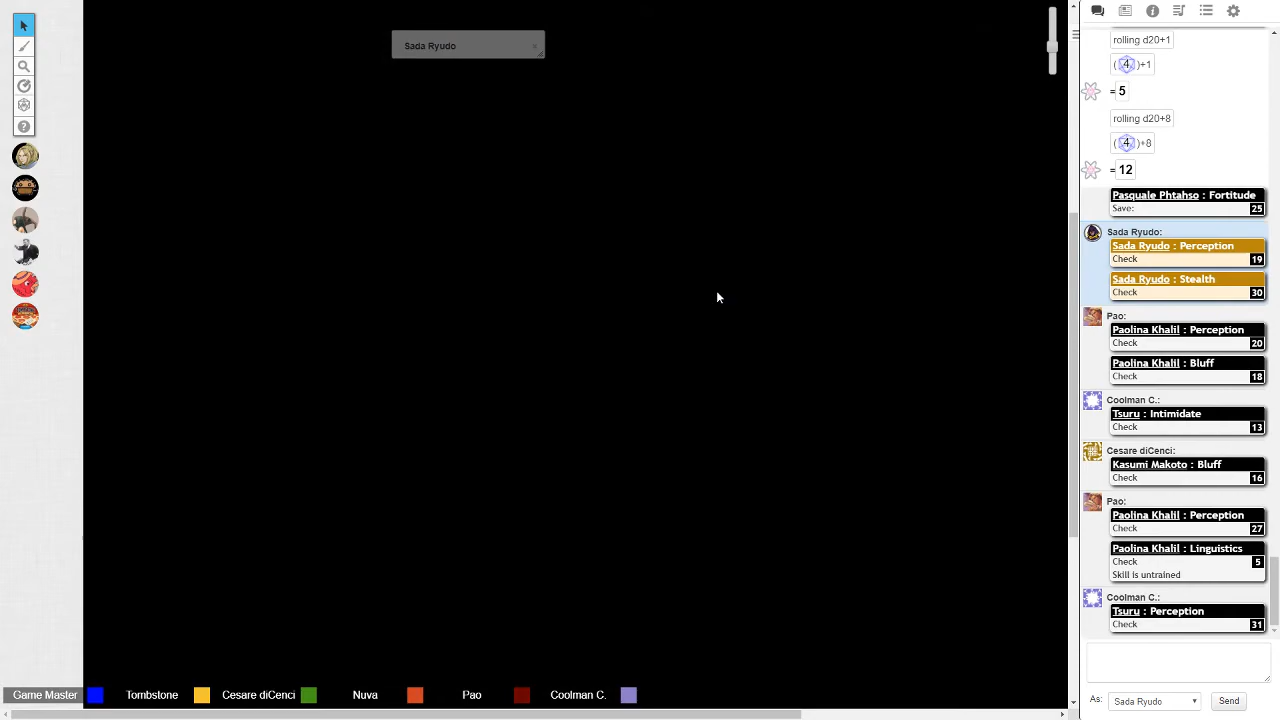 Sada Ryudo ×
rolling d20+1
(4)+1
=5
rolling d20+8
(4)+8
=12
Pasquale Phtahso : Fortitude
Save: 25
Sada Ryudo:
Sada Ryudo : Perception
Check 19
Sada Ryudo : Stealth
Check 30
Pao:
Paolina Khalil : Perception
Check 20
Paolina Khalil : Bluff
Check 18
Coolman C.:
Tsuru : Intimidate
Check 13
Cesare diCenci:
Kasumi Makoto : Bluff
Check 16
Pao:
Paolina Khalil : Perception
Check 27
Paolina Khalil : Linguistics
Check 5
Skill is untrained
Coolman C.:
Tsuru : Perception
Check 31
Game Master Tombstone Cesare diCenci Nuva Pao Coolman C.
As: Sada Ryudo Send